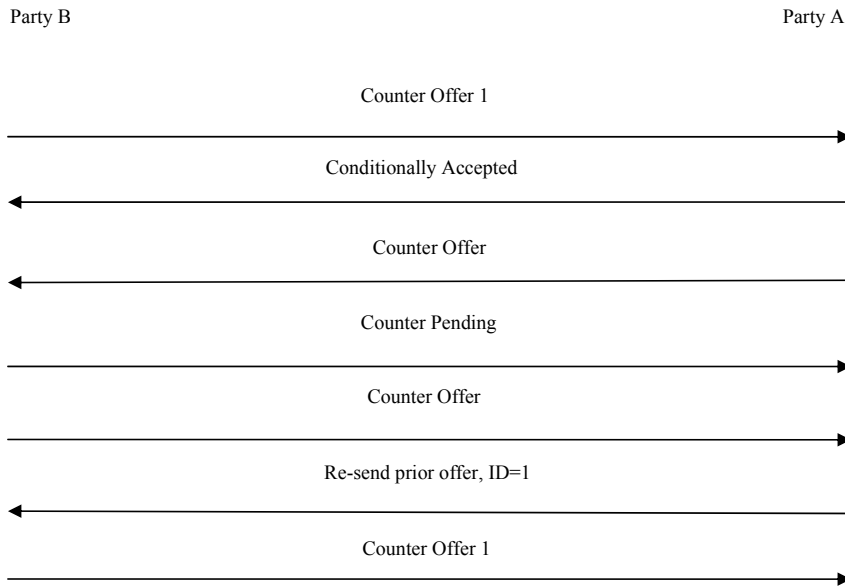 Party B
Party A
Counter Offer 1
Conditionally Accepted
Counter Offer
Counter Pending
Counter Offer
Re-send prior offer, ID=1
Counter Offer 1